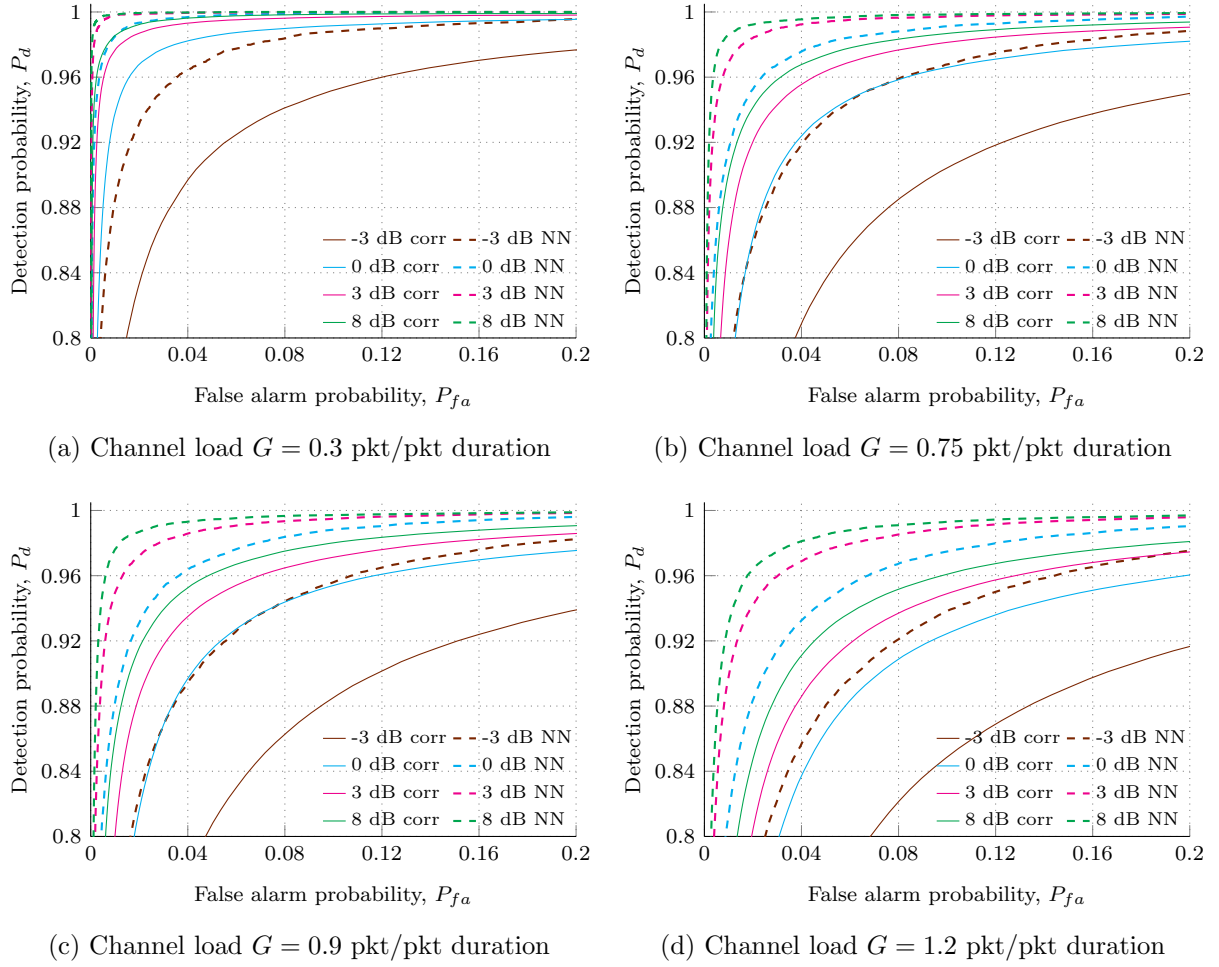 1
0.96
0.92
0.88
0.84
0.8
Detection probability, P_d
-3 dB corr -3 dB NN
0 dB corr 0 dB NN
3 dB corr 3 dB NN
8 dB corr 8 dB NN
0 0.04 0.08 0.12 0.16 0.2
False alarm probability, P_{fa}
(a) Channel load G = 0.3 pkt/pkt duration
1
0.96
0.92
0.88
0.84
0.8
Detection probability, P_d
-3 dB corr -3 dB NN
0 dB corr 0 dB NN
3 dB corr 3 dB NN
8 dB corr 8 dB NN
0 0.04 0.08 0.12 0.16 0.2
False alarm probability, P_{fa}
(b) Channel load G = 0.75 pkt/pkt duration
1
0.96
0.92
0.88
0.84
0.8
Detection probability, P_d
-3 dB corr -3 dB NN
0 dB corr 0 dB NN
3 dB corr 3 dB NN
8 dB corr 8 dB NN
0 0.04 0.08 0.12 0.16 0.2
False alarm probability, P_{fa}
(c) Channel load G = 0.9 pkt/pkt duration
1
0.96
0.92
0.88
0.84
0.8
Detection probability, P_d
-3 dB corr -3 dB NN
0 dB corr 0 dB NN
3 dB corr 3 dB NN
8 dB corr 8 dB NN
0 0.04 0.08 0.12 0.16 0.2
False alarm probability, P_{fa}
(d) Channel load G = 1.2 pkt/pkt duration